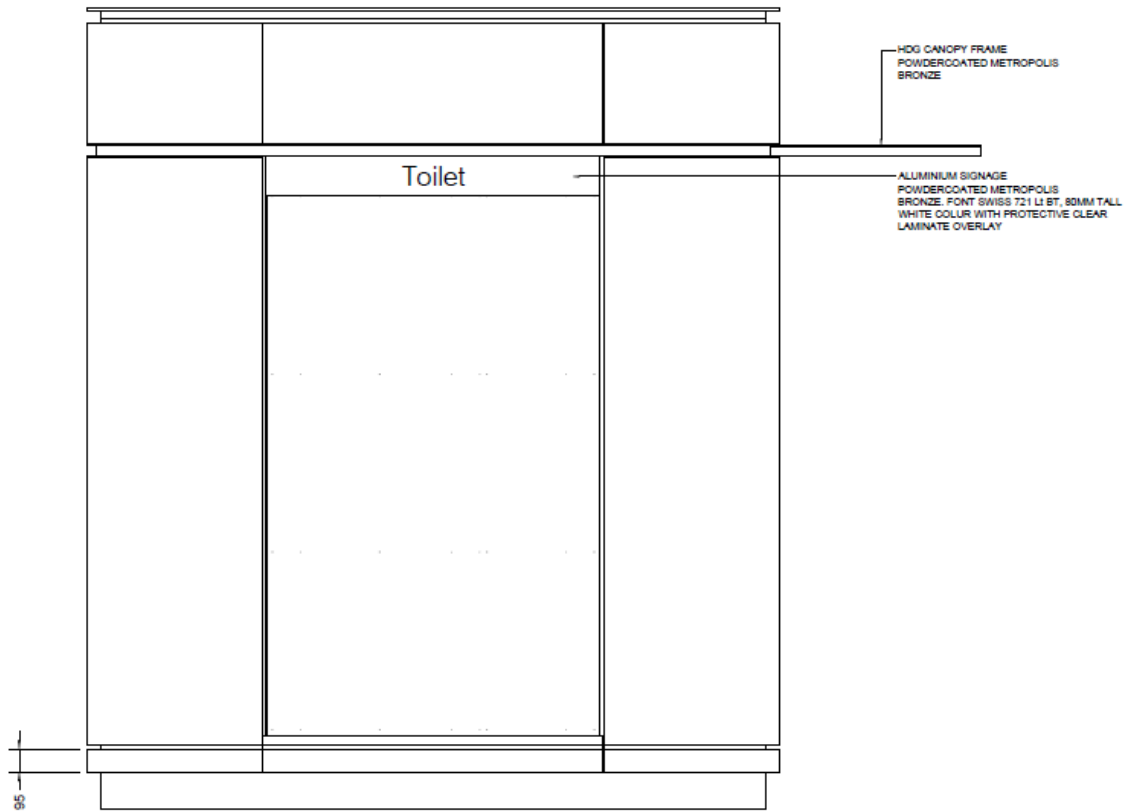 HDG CANOPY FRAME
POWDERCOATED METROPOLIS
BRONZE
Toilet
ALUMINIUM SIGNAGE
POWDERCOATED METROPOLIS
BRONZE. FONT SWISS 721 Lt BT, 80MM TALL
WHITE COLUR WITH PROTECTIVE CLEAR
LAMINATE OVERLAY
95